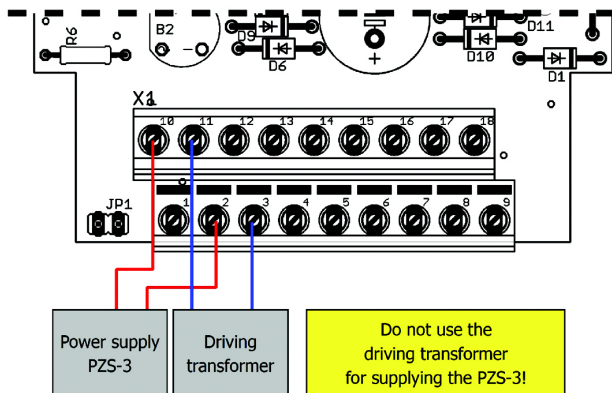 R6
B2
-
D9
D6
+
D11
D10
D1
X1
10 11 12 13 14 15 16 17 18
JP1
1 2 3 4 5 6 7 8 9
Power supply
PZS-3
Driving
transformer
Do not use the
driving transformer
for supplying the PZS-3!